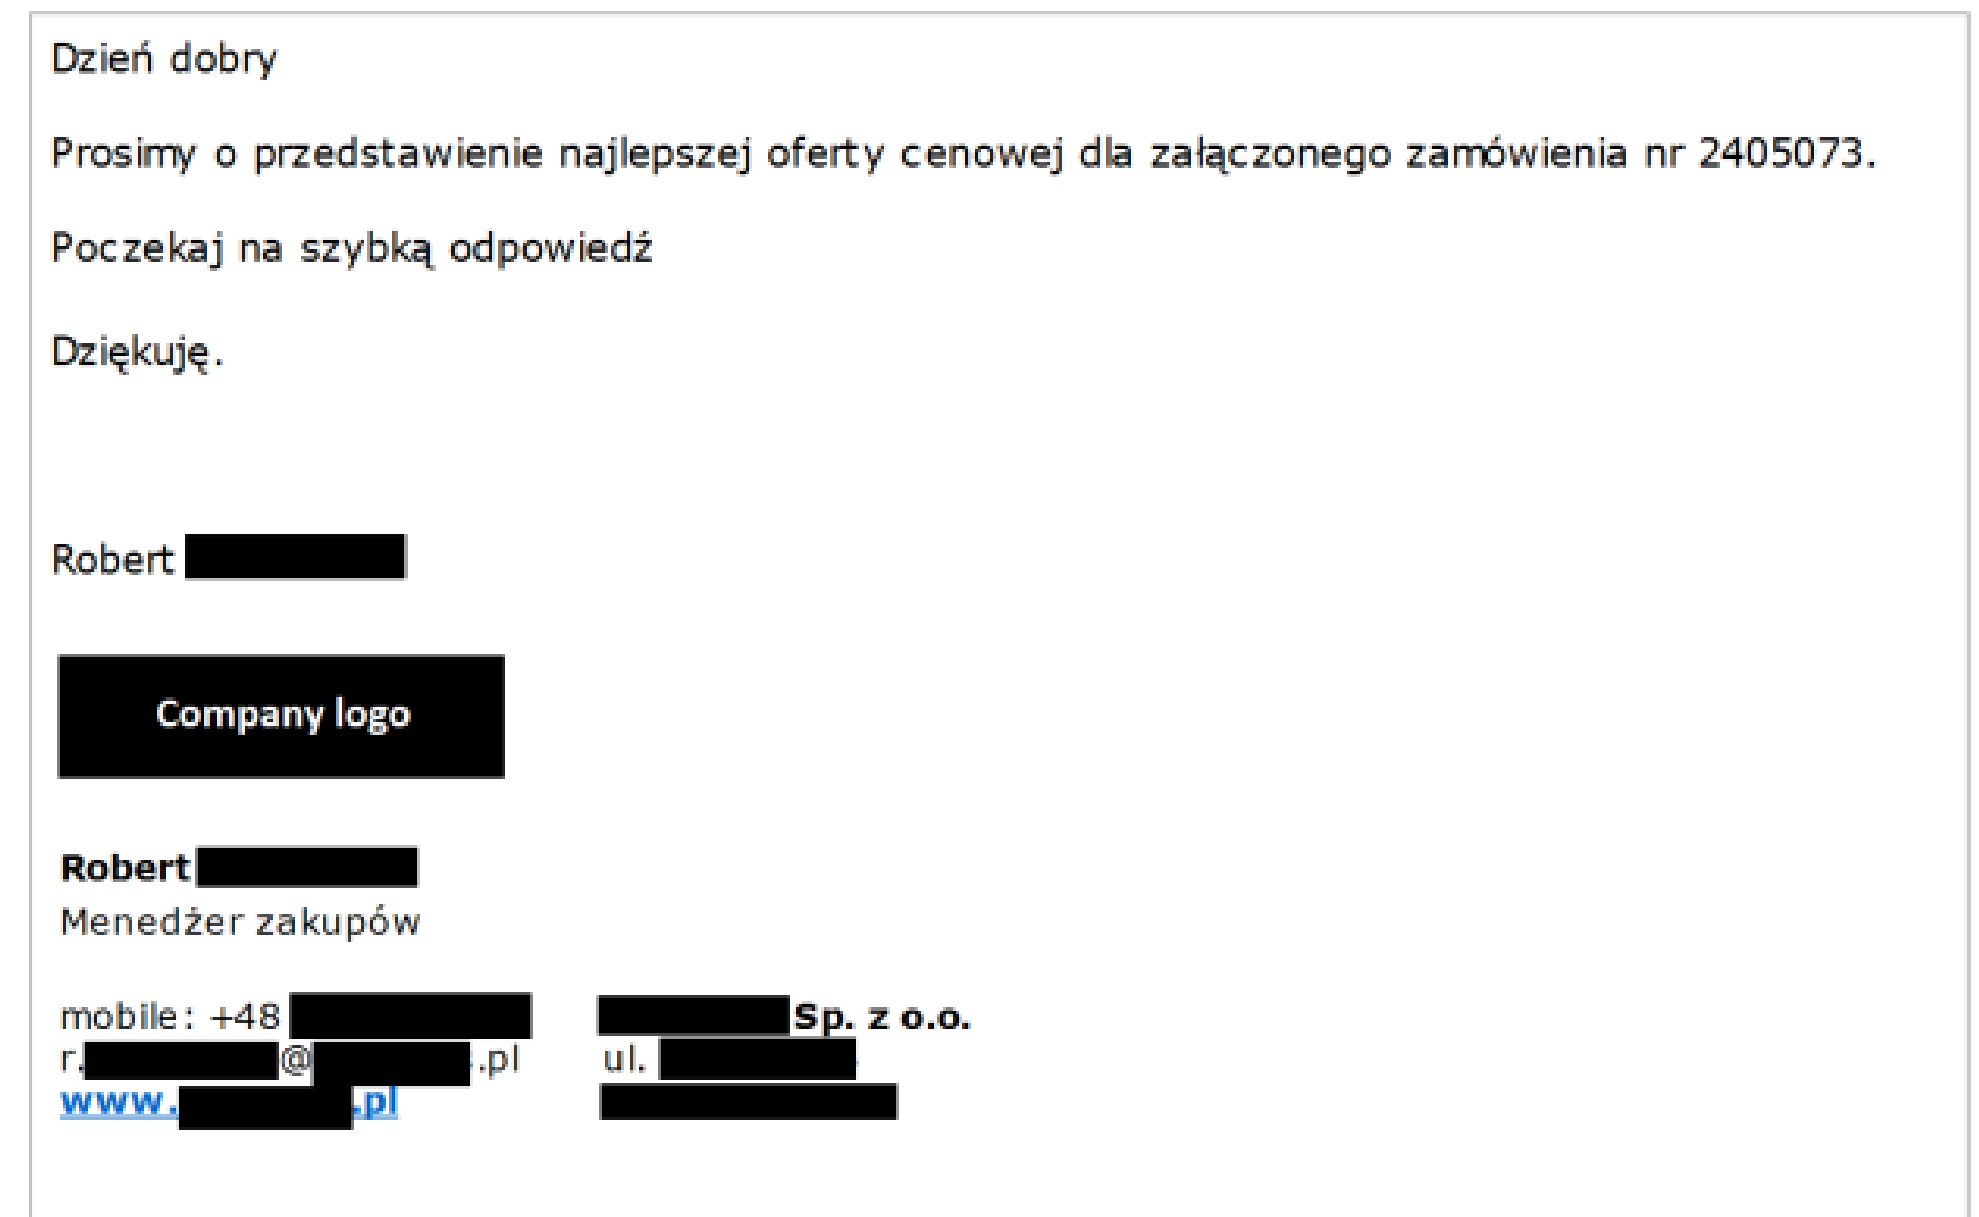 Dzień dobry
Prosimy o przedstawienie najlepszej oferty cenowej dla załączonego zamówienia nr 2405073.
Poczekaj na szybką odpowiedź
Dziękuję.
Robert
Company logo
Robert
Menedżer zakupów
mobile: +48
Sp. z o.o.
r. @ .pl
ul.
www. .pl